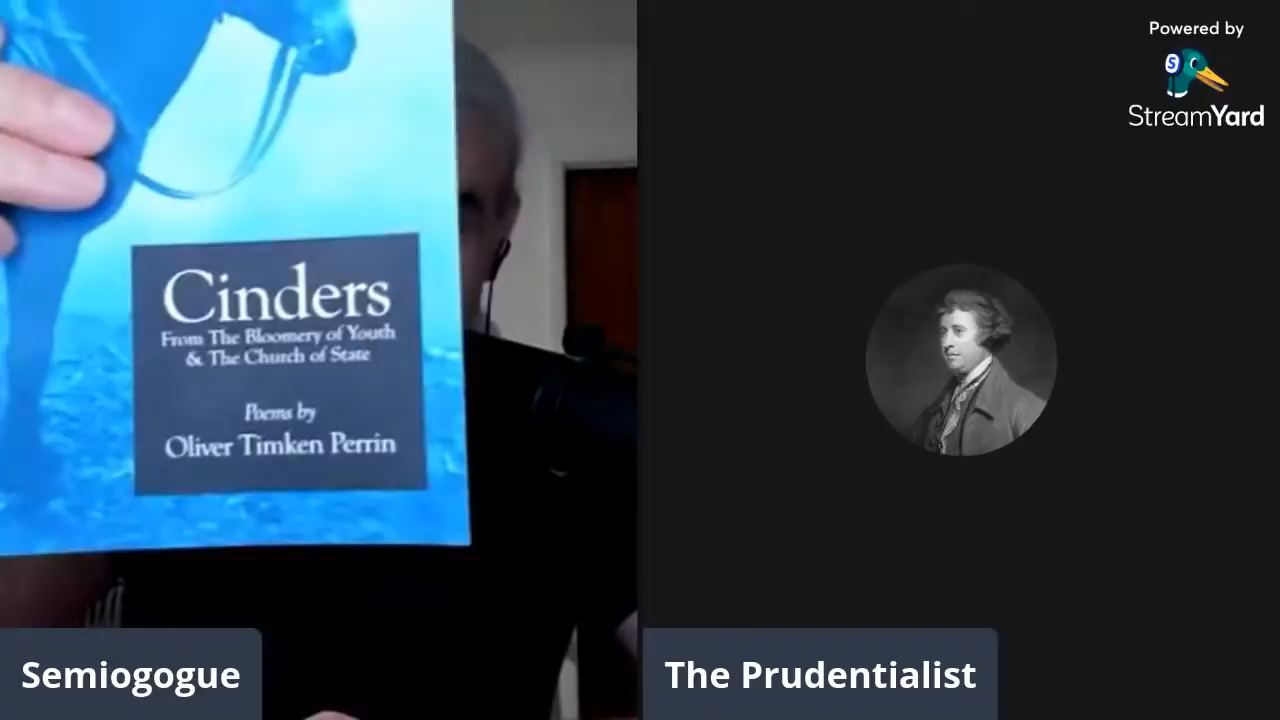 Cinders
From The Bloomery of Youth
& The Church of State
Poems by
Oliver Timken Perrin
Semiogogue
The Prudentialist
Powered by
S
StreamYard